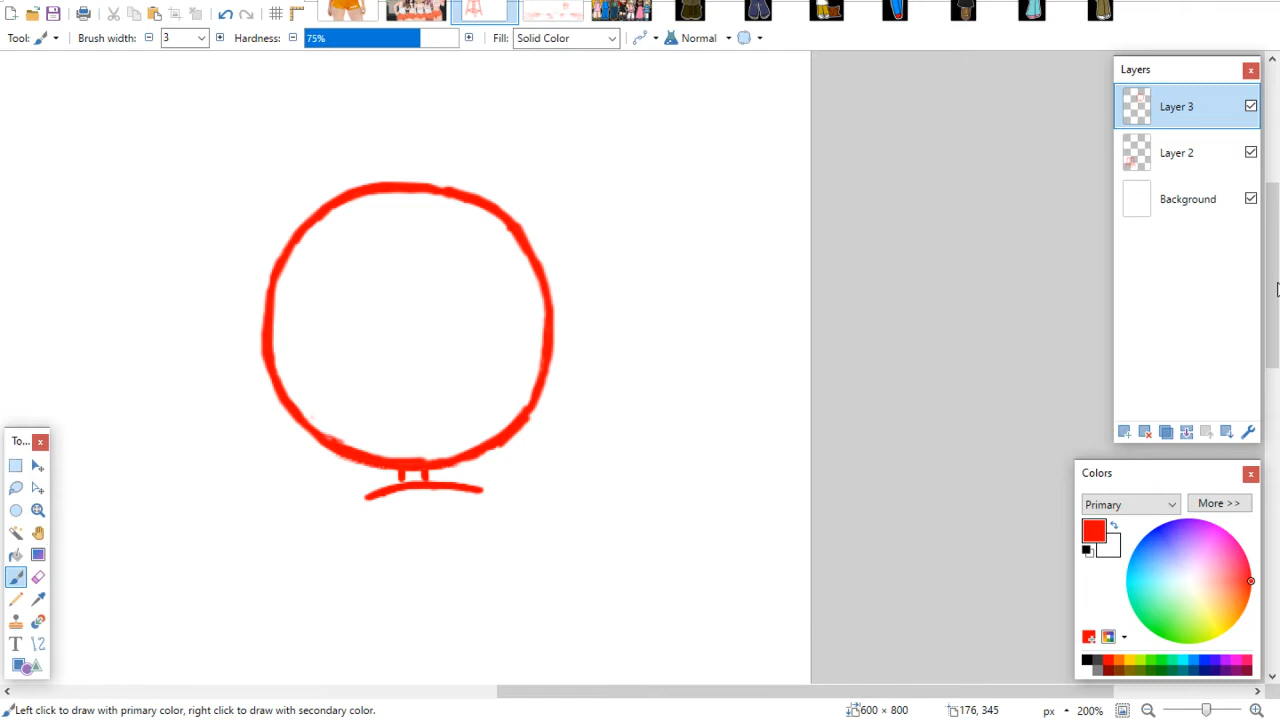 Tool: Brush width: 3 Hardness: 75% Fill: Solid Color Normal
Layers x
Layer 3
Layer 2
Background
To... x
Colors x
Primary More >>
T
Left click to draw with primary color, right click to draw with secondary color. 600 × 800 176, 345 px 200%